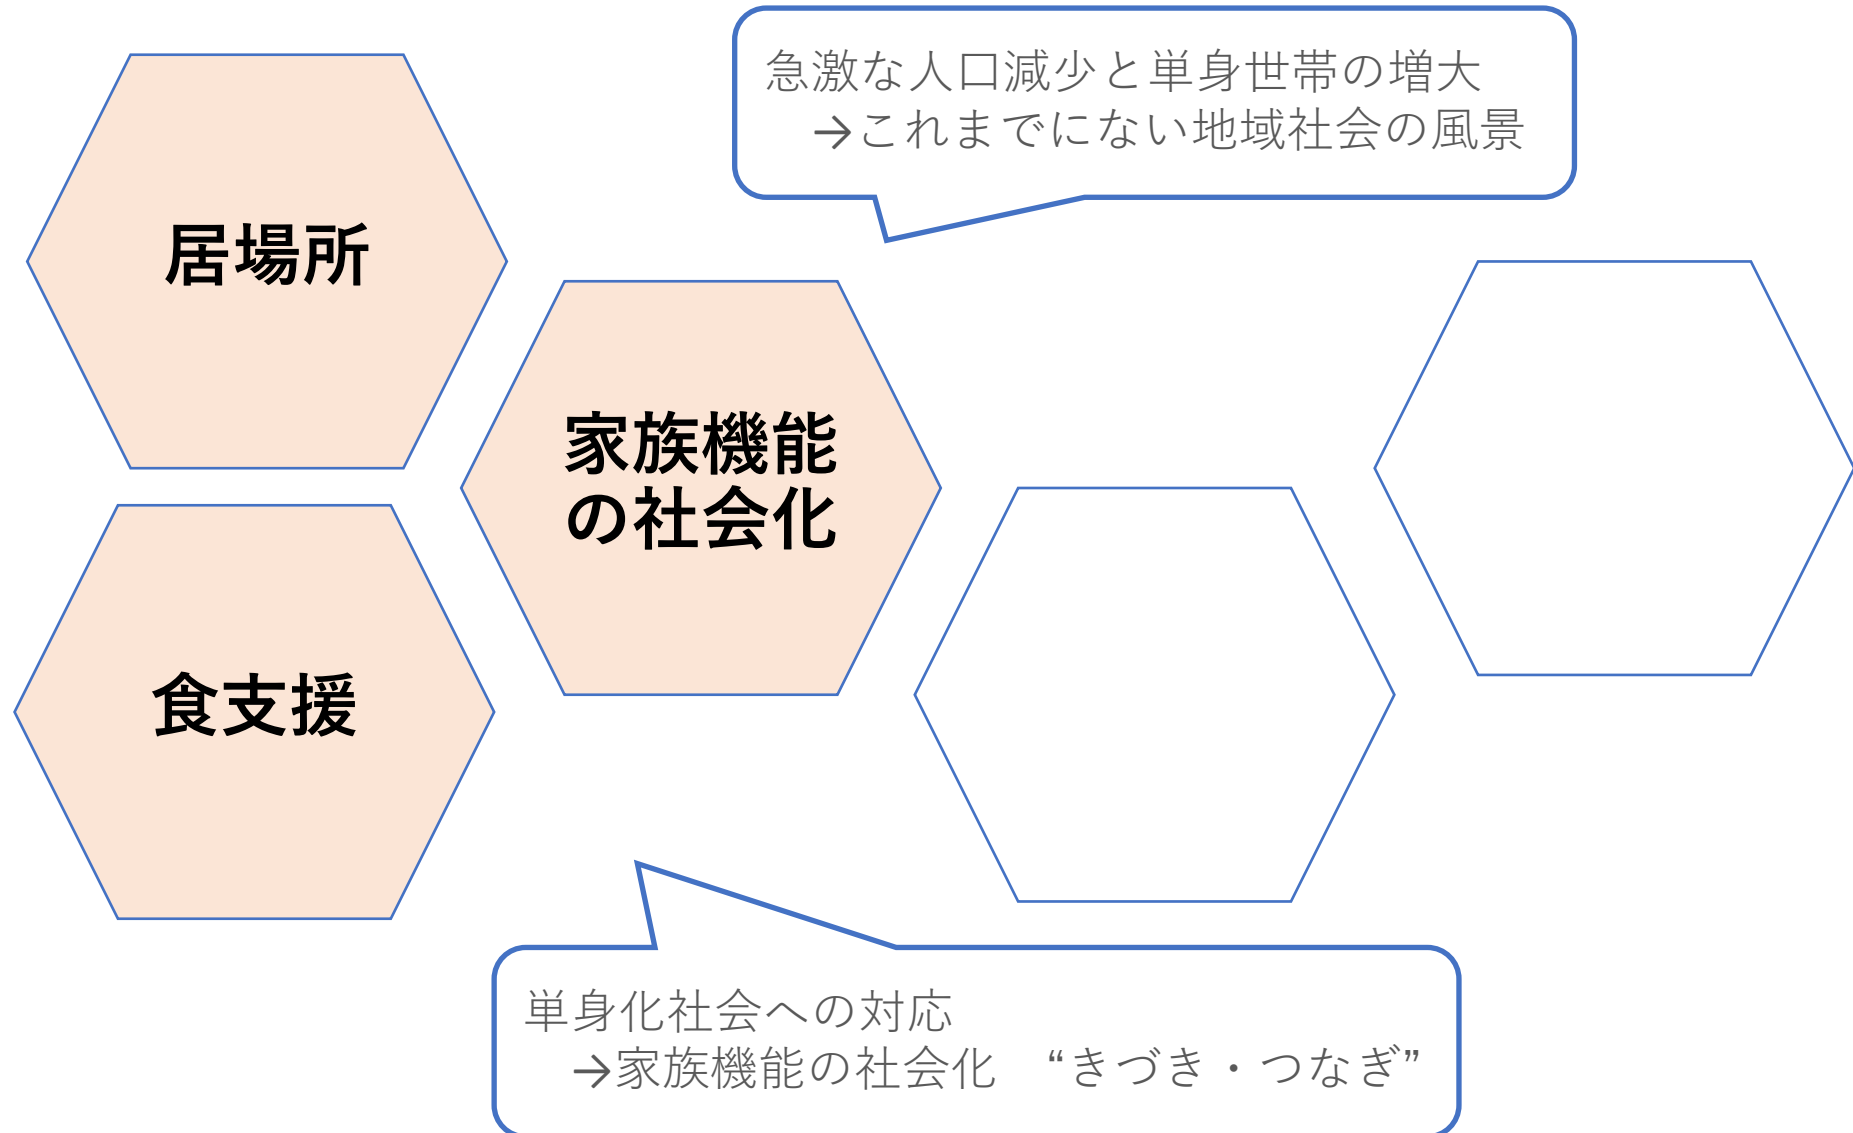 急激な人口減少と単身世帯の増大
→これまでにない地域社会の風景
居場所
家族機能
の社会化
食支援
単身化社会への対応
→家族機能の社会化　“きづき・つなぎ”